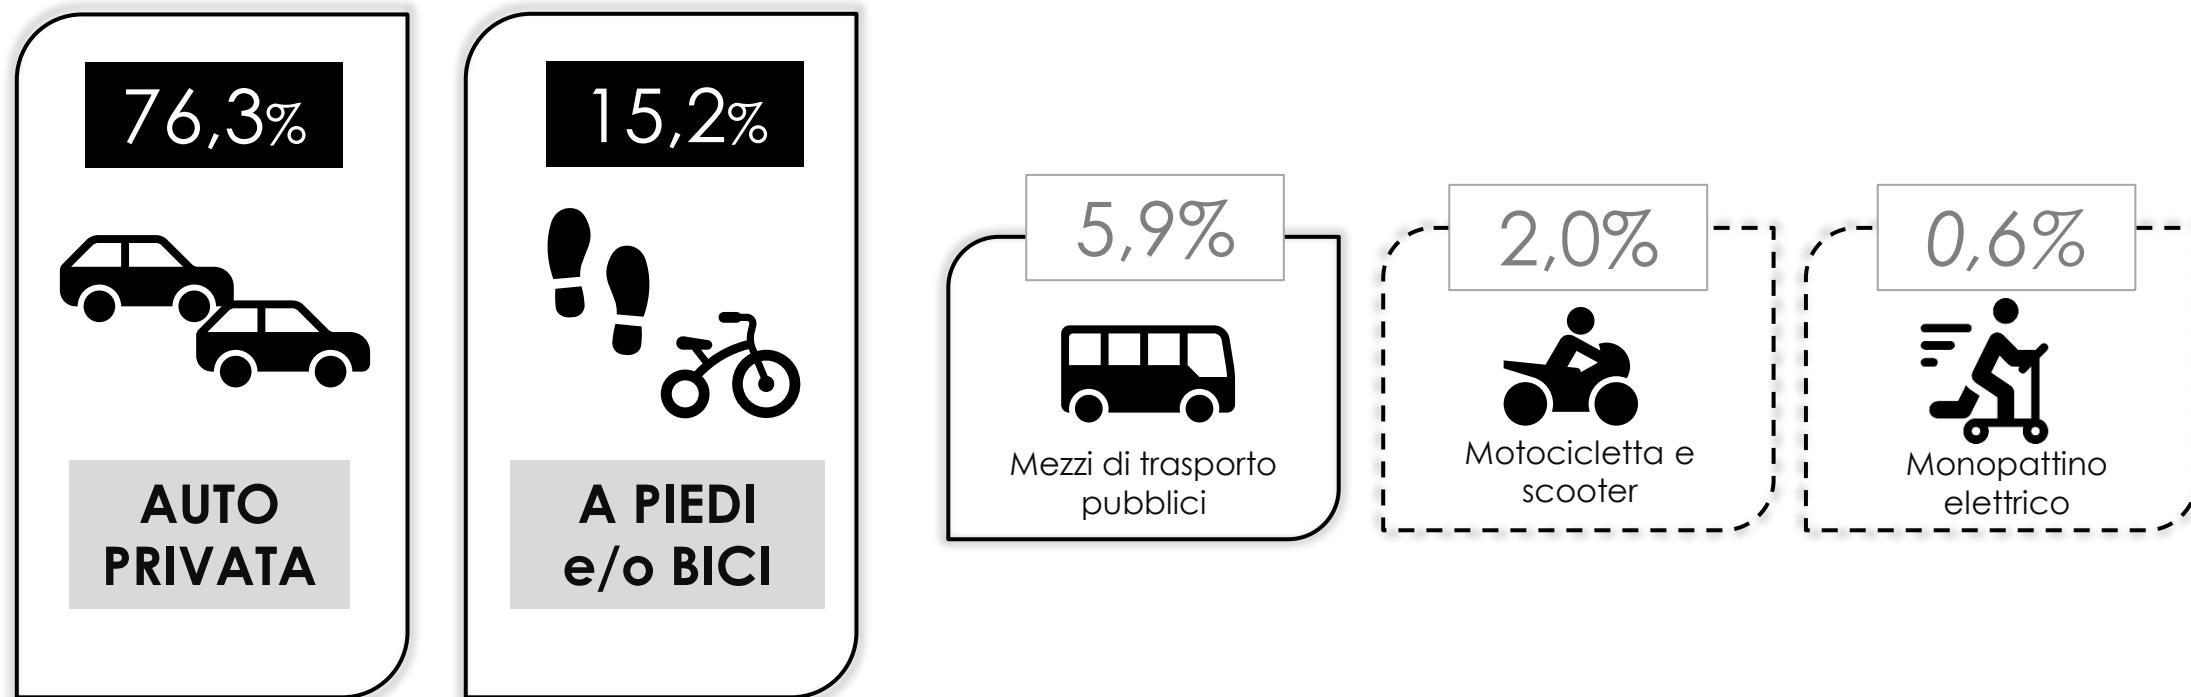 76,3%
AUTO
PRIVATA
15,2%
A PIEDI
e/o BICI
5,9%
Mezzi di trasporto
pubblici
2,0%
Motocicletta e
scooter
0,6%
Monopattino
elettrico